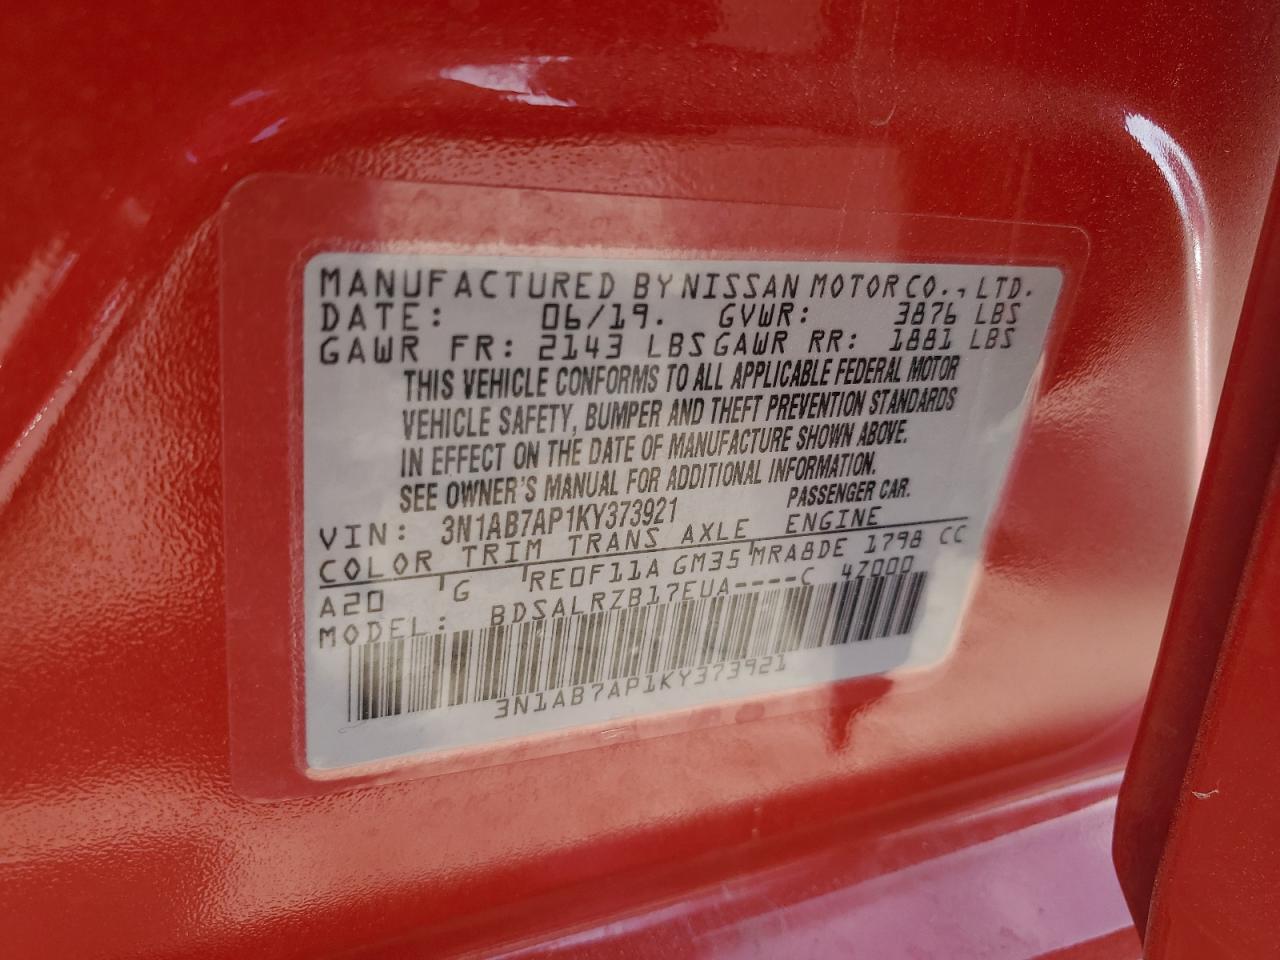 MANUFACTURED BY NISSAN MOTOR CO., LTD.
DATE: 06/19. GVWR: 3876 LBS
GAWR FR: 2143 LBS GAWR RR: 1881 LBS
THIS VEHICLE CONFORMS TO ALL APPLICABLE FEDERAL MOTOR
VEHICLE SAFETY, BUMPER AND THEFT PREVENTION STANDARDS
IN EFFECT ON THE DATE OF MANUFACTURE SHOWN ABOVE.
SEE OWNER'S MANUAL FOR ADDITIONAL INFORMATION.
VIN: 3N1AB7AP1KY373921 PASSENGER CAR.
COLOR TRIM TRANS AXLE ENGINE
A20 G RE0F11A GM35 MRA8DE 1798 CC
MODEL: BDSALRZB17EUA----C 47000
3N1AB7AP1KY373921